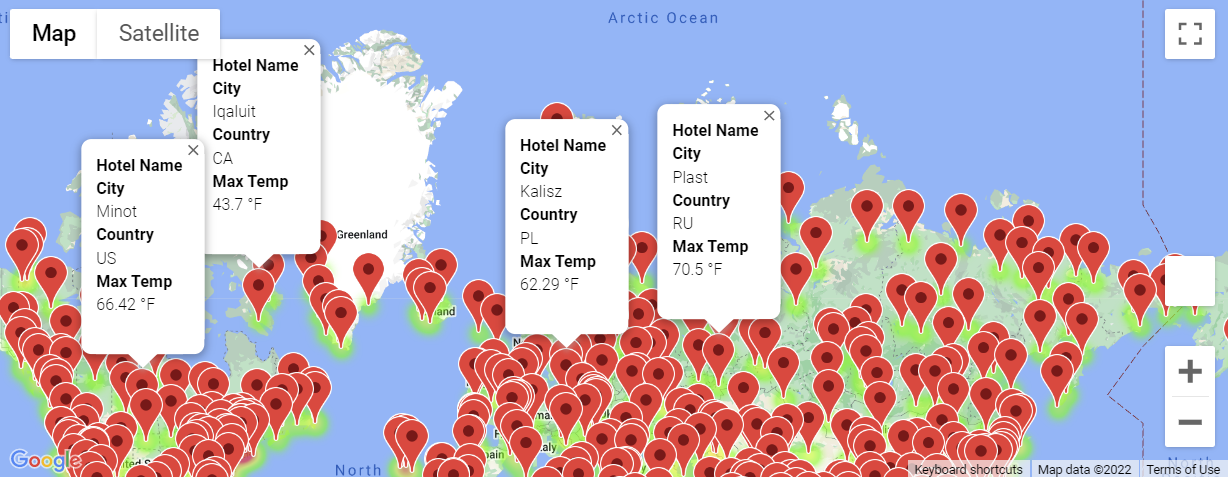 Arctic Ocean
Map
Satellite
Hotel Name
City
Iqaluit
Country
CA
Max Temp
43.7 °F
Hotel Name
City
Minot
Country
US
Max Temp
66.42 °F
Hotel Name
City
Kalisz
Country
PL
Max Temp
62.29 °F
Hotel Name
City
Plast
Country
RU
Max Temp
70.5 °F
Greenland
North
North
Google
Keyboard shortcuts
Map data ©2022
Terms of Use